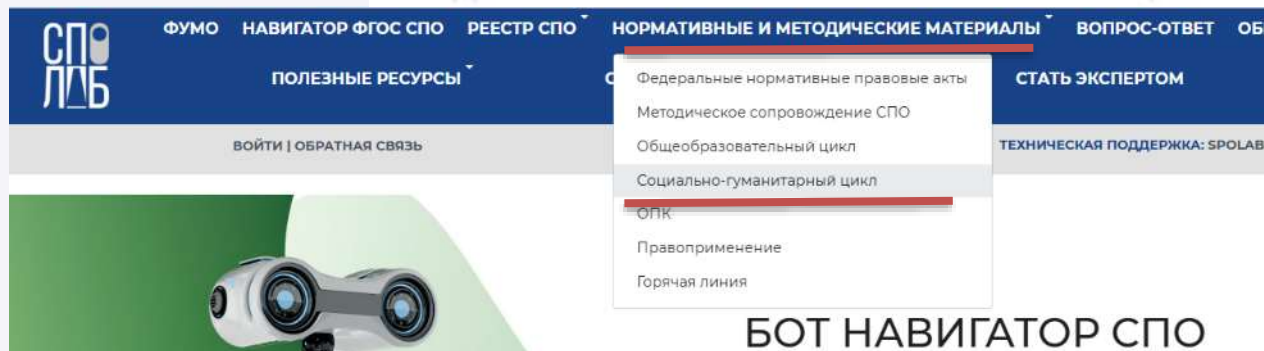 СПО
ЛАБ
ФУМО НАВИГАТОР ФГОС СПО РЕЕСТР СПО НОРМАТИВНЫЕ И МЕТОДИЧЕСКИЕ МАТЕРИАЛЫ ВОПРОС-ОТВЕТ ОБ
ПОЛЕЗНЫЕ РЕСУРСЫ С СТАТЬ ЭКСПЕРТОМ
Федеральные нормативные правовые акты
Методическое сопровождение СПО
Общеобразовательный цикл
Социально-гуманитарный цикл
ОПК
Правоприменение
Горячая линия
ВОЙТИ | ОБРАТНАЯ СВЯЗЬ
ТЕХНИЧЕСКАЯ ПОДДЕРЖКА: SPOLAB
БОТ НАВИГАТОР СПО